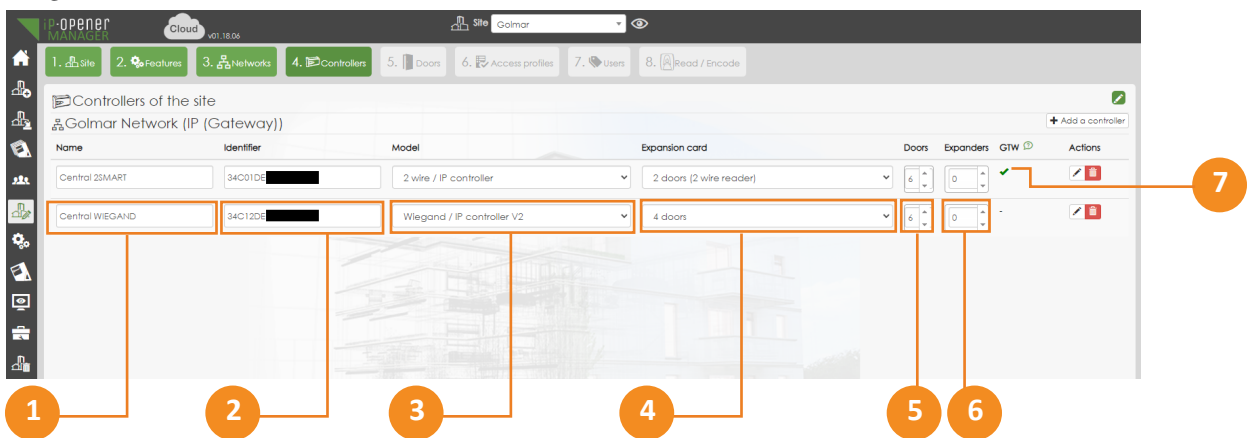 iP·OPENER
MANAGER
Cloud
v01.18.06
Site Golmar
1. Site 2. Features 3. Networks 4. Controllers 5. Doors 6. Access profiles 7. Users 8. Read / Encode
Controllers of the site
Golmar Network (IP (Gateway))
+ Add a controller
Name Identifier Model Expansion card Doors Expanders GTW Actions
Central 2SMART 34C01DE 2 wire / IP controller 2 doors (2 wire reader) 6 0
7
Central WIEGAND 34C12DE Wiegand / IP controller V2 4 doors 6 0 -
1 2 3 4 5 6